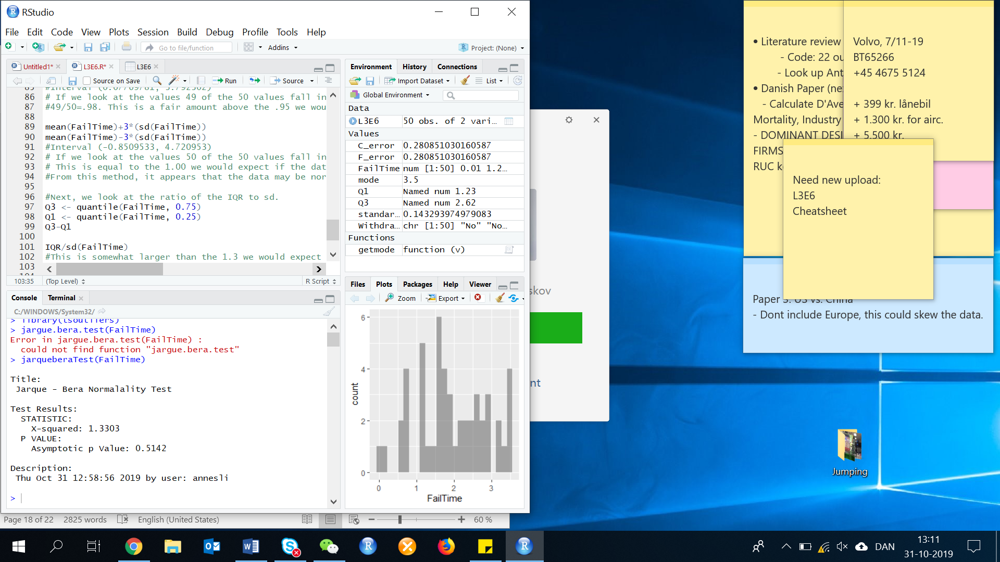 RStudio
File Edit Code View Plots Session Build Debug Profile Tools Help
Go to file/function
Addins
Project: (None)
Untitled1*
L3E6.R*
L3E6
Source on Save
Run
Source
86 # If we look at the values 49 of the 50 values fall in
87 #49/50=.98. This is a fair amount above the .95 we wou
88
89 mean(FailTime)+3*(sd(FailTime))
90 mean(FailTime)-3*(sd(FailTime))
91 #Interval (-0.8509533, 4.720953)
92 # If we look at the values 50 of the 50 values fall in
93 # This is equal to the 1.00 we would expect if the dat
94 #From this method, it appears that the data may be nor
95
96 #Next, we look at the ratio of the IQR to sd.
97 Q3 <- quantile(FailTime, 0.75)
98 Q1 <- quantile(FailTime, 0.25)
99 Q3-Q1
100
101 IQR/sd(FailTime)
102 #This is somewhat larger than the 1.3 we would expect
103
103:35 (Top Level) R Script
Console Terminal
C:/WINDOWS/System32/
> library(tsoutliers)
> jargue.bera.test(FailTime)
Error in jargue.bera.test(FailTime) :
could not find function "jargue.bera.test"
> jarqueberaTest(FailTime)
Title:
Jarque - Bera Normalality Test
Test Results:
STATISTIC:
X-squared: 1.3303
P VALUE:
Asymptotic p Value: 0.5142
Description:
Thu Oct 31 12:58:56 2019 by user: annesli
>
Environment History Connections
Import Dataset
List
Global Environment
Data
L3E6 50 obs. of 2 vari…
Values
C_error 0.280851030160587
F_error 0.280851030160587
FailTime num [1:50] 0.01 1.2…
mode 3.5
Q1 Named num 1.23
Q3 Named num 2.62
standar… 0.143293974979083
Withdra… chr [1:50] "No" "No…
Functions
getmode function (v)
Files Plots Packages Help Viewer
Zoom Export
6
4
2
0
count
0 1 2 3
FailTime
Page 18 of 22 2825 words English (United States) 60 %
skov
nt
• Literature review
- Code: 22 ou
- Look up Ant
• Danish Paper (ne
- Calculate D'Ave
Mortality, Industry
- DOMINANT DESI
FIRMS
RUC k
Volvo, 7/11-19
BT65266
+45 4675 5124
+ 399 kr. lånebil
+ 1.300 kr. for airc.
+ 5.500 kr.
Need new upload:
L3E6
Cheatsheet
Paper 3: US vs. China
- Dont include Europe, this could skew the data.
Jumping
DAN
13:11
31-10-2019